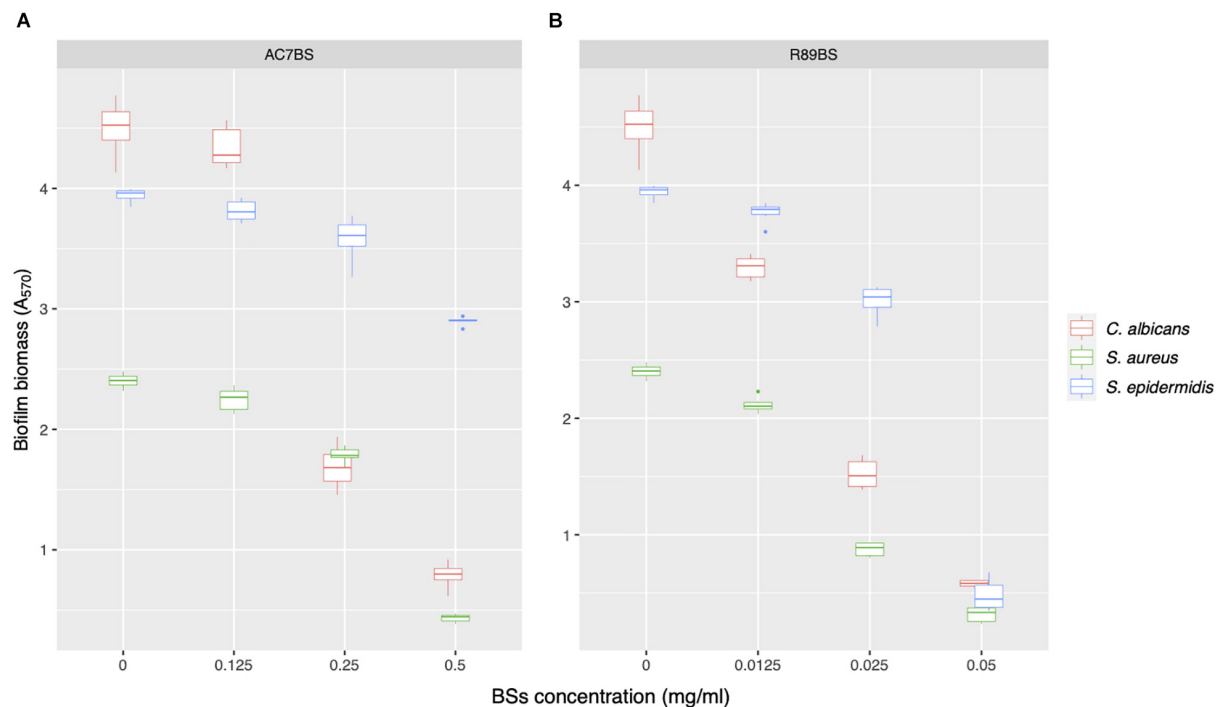 A
B
AC7BS
R89BS
Biofilm biomass (A570)
4
3
2
1
4
3
2
1
0
0.125
0.25
0.5
0
0.0125
0.025
0.05
BSs concentration (mg/ml)
C. albicans
S. aureus
S. epidermidis